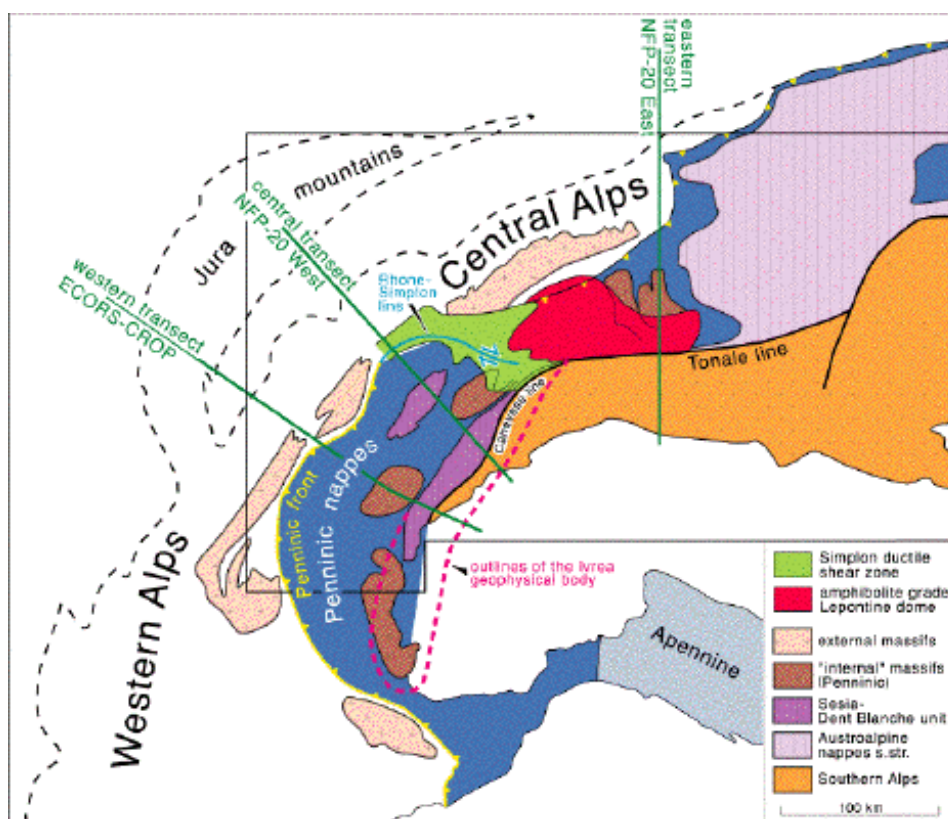 eastern
transect
NFP-20 East
Jura
mountains
central transect
NFP-20 West
Central Alps
Rhone-
Simplon
lins
western transect
ECORS-CROP
Tonale line
canavese line
Penninic front
Penninic nappes
Western Alps
outlines of the Ivrea
geophysical body
Apennine
Simplon ductile
shear zone
amphibolite grade
Lepontine dome
external massifs
"internal" massifs
(Penninic)
Sesia-
Dent Blanche unit
Austroalpine
nappes s.str.
Southern Alps
100 km